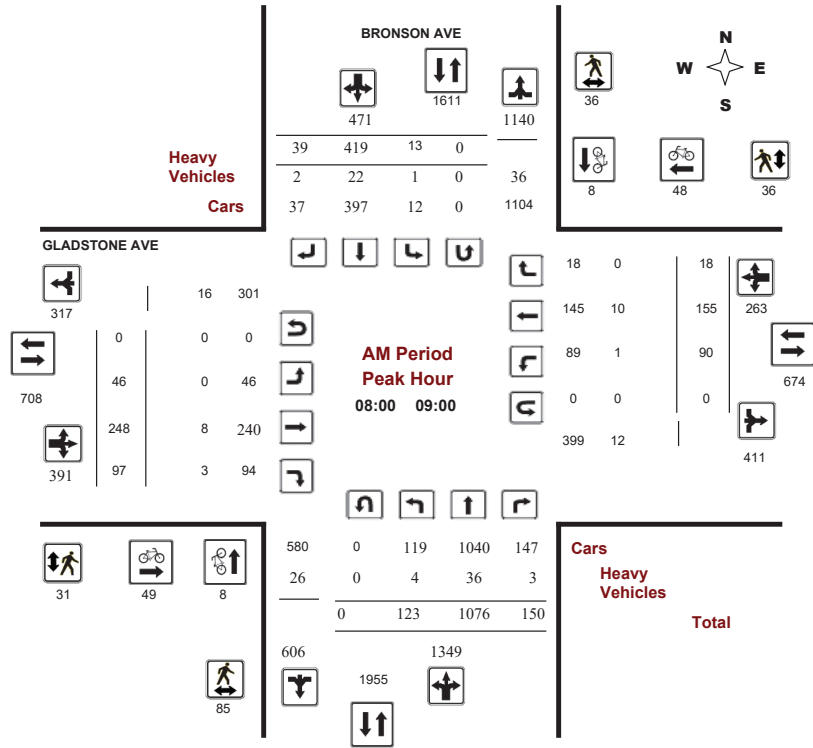 BRONSON AVE
N
W E
S
1611
36
471
1140
39 419 13 0
Heavy
Vehicles
2 22 1 0 36
8 48 36
Cars
37 397 12 0 1104
GLADSTONE AVE
18 0 18
317
16 301
145 10 155 263
0 0 0
AM Period
Peak Hour
08:00 09:00
89 1 90
46 0 46
674
708
0 0 0
248 8 240
399 12
411
391
97 3 94
580 0 119 1040 147
Cars
26 0 4 36 3
Heavy
Vehicles
31 49 8
0 123 1076 150
Total
606 1349
1955
85